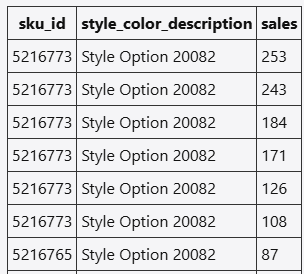 sku_id style_color_description sales
5216773 Style Option 20082 253
5216773 Style Option 20082 243
5216773 Style Option 20082 184
5216773 Style Option 20082 171
5216773 Style Option 20082 126
5216773 Style Option 20082 108
5216765 Style Option 20082 87